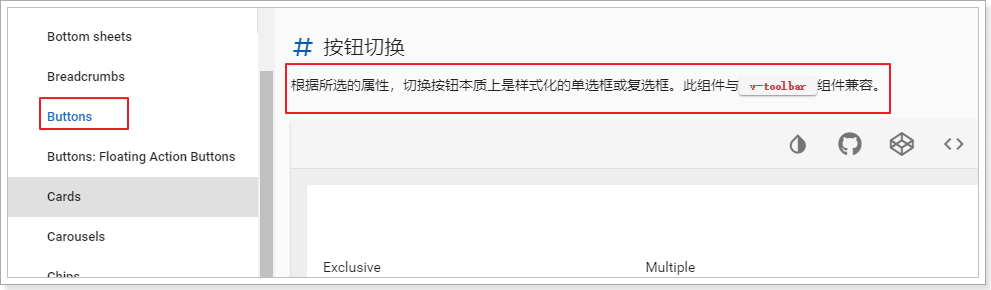 Bottom sheets
Breadcrumbs
Buttons
Buttons: Floating Action Buttons
Cards
Carousels
Chips
# 按钮切换
根据所选的属性，切换按钮本质上是样式化的单选框或复选框。此组件与 v-toolbar 组件兼容。
Exclusive
Multiple